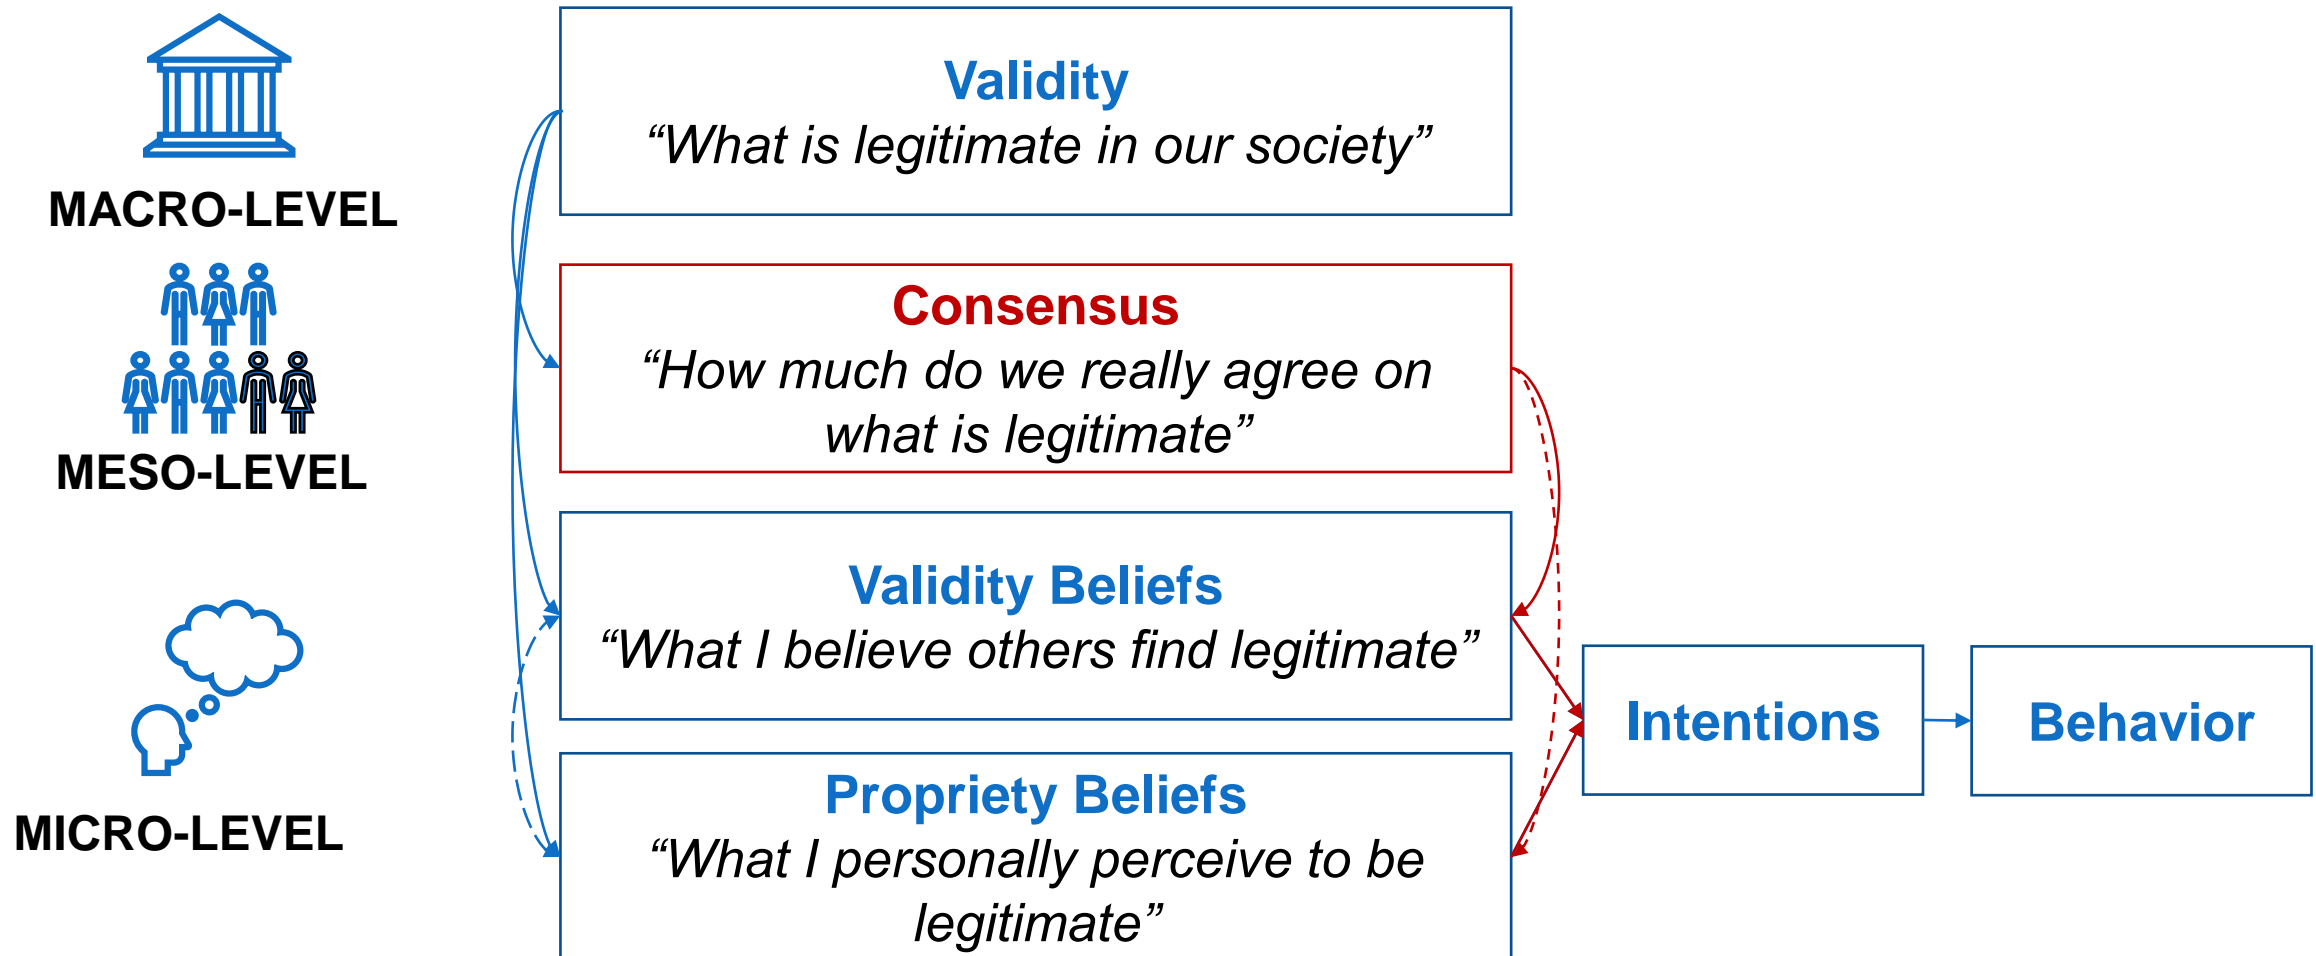 Validity
“What is legitimate in our society”
MACRO-LEVEL
Consensus
“How much do we really agree on
what is legitimate”
MESO-LEVEL
Validity Beliefs
“What I believe others find legitimate”
Propriety Beliefs
“What I personally perceive to be
legitimate”
MICRO-LEVEL
Intentions
Behavior